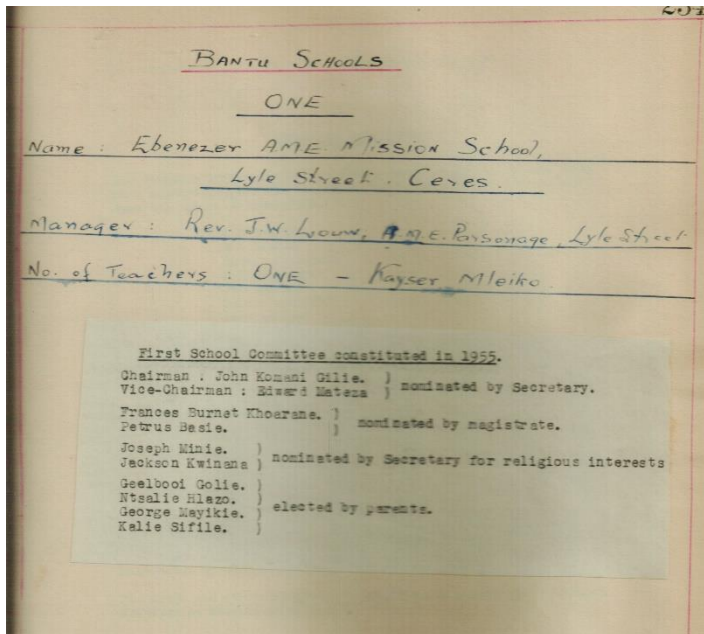 BANTU SCHOOLS
ONE
Name : Ebenezer AME Mission School,
Lyle Street. Ceres.
Manager : Rev. J.W. Louw, A.M.E. Parsonage, Lyle Street
No. of Teachers : ONE - Kayser Mleiko.
First School Committee constituted in 1955.
Chairman : John Komani Gilie. )
Vice-Chairman : Edward Mateza ) nominated by Secretary.
Frances Burnet Khoarane. )
Petrus Basie. ) nominated by magistrate.
Joseph Minie. )
Jackson Kwinana ) nominated by Secretary for religious interests
Geelbooi Golie. )
Ntsalie Hlazo. )
George Mayikie. ) elected by parents.
Kalie Sifile. )